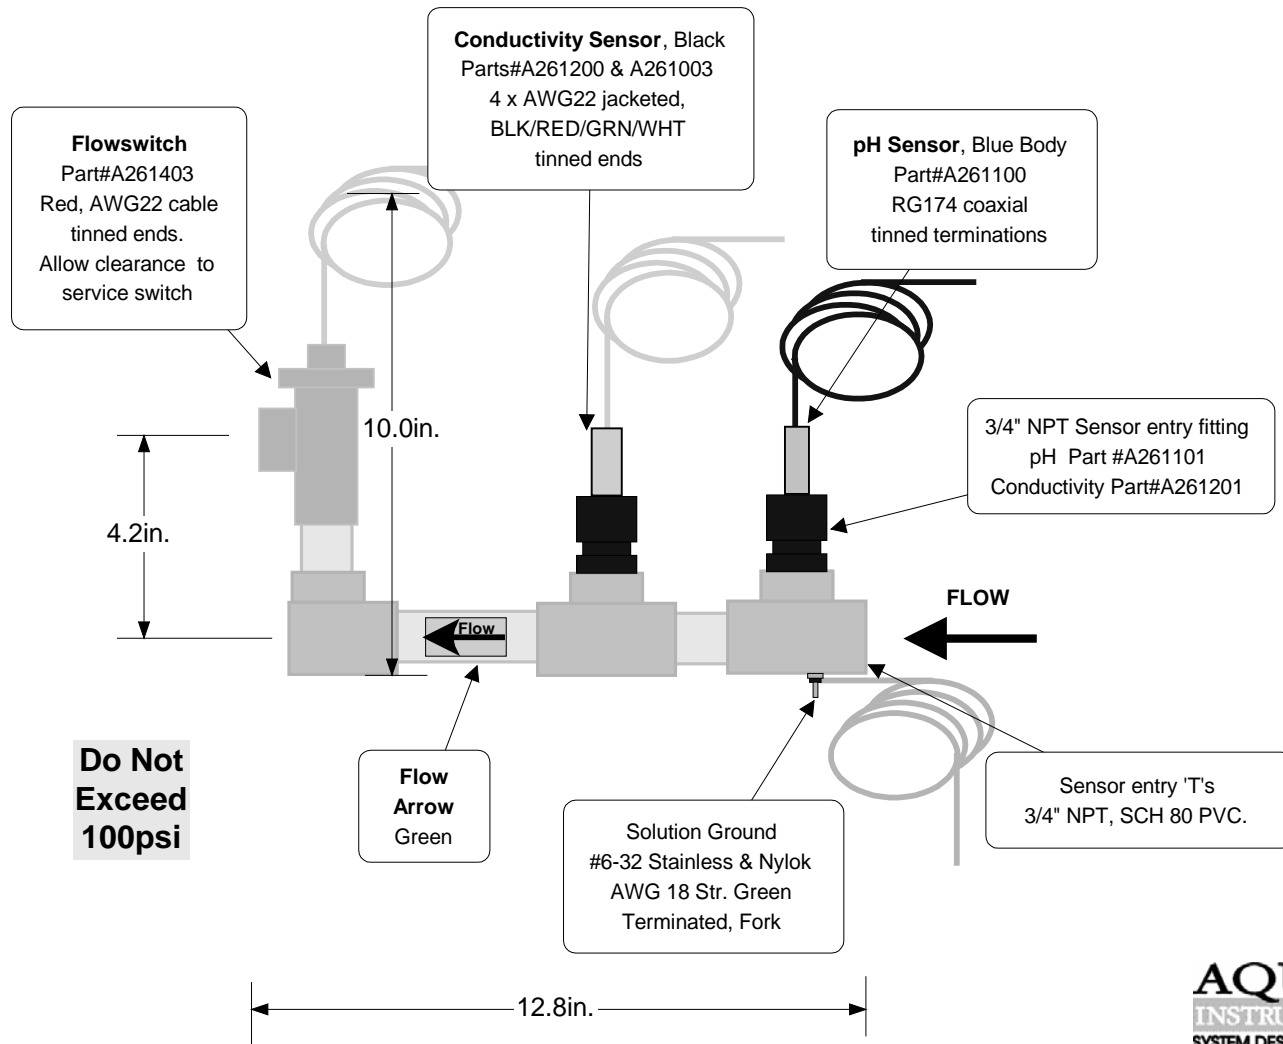 Conductivity Sensor, Black
Parts#A261200 & A261003
4 x AWG22 jacketed,
BLK/RED/GRN/WHT
tinned ends
Flowswitch
Part#A261403
Red, AWG22 cable
tinned ends.
Allow clearance to
service switch
pH Sensor, Blue Body
Part#A261100
RG174 coaxial
tinned terminations
3/4" NPT Sensor entry fitting
pH Part #A261101
Conductivity Part#A261201
10.0in.
4.2in.
FLOW
Flow
Do Not
Exceed
100psi
Flow
Arrow
Green
Solution Ground
#6-32 Stainless & Nylok
AWG 18 Str. Green
Terminated, Fork
Sensor entry 'T's
3/4" NPT, SCH 80 PVC.
12.8in.
SYSTEM